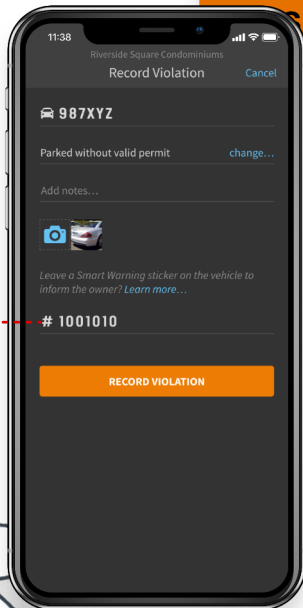 11:38
Riverside Square Condominiums
Record Violation
Cancel
987XYZ
Parked without valid permit
change...
Add notes...
Leave a Smart Warning sticker on the vehicle to
inform the owner? Learn more...
# 1001010
RECORD VIOLATION